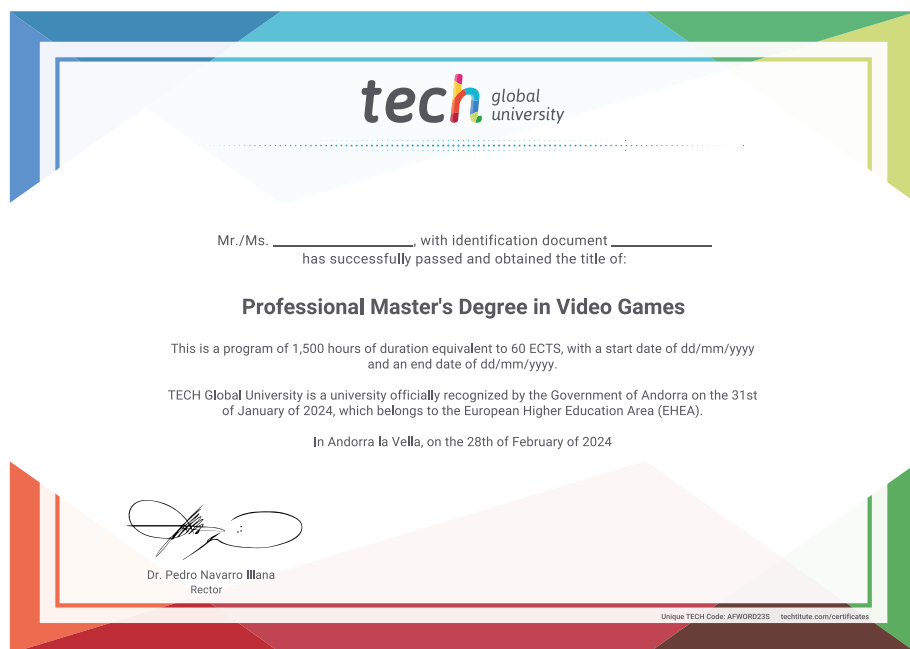 tech global
university
Mr./Ms. ____________________, with identification document ______________
has successfully passed and obtained the title of:
Professional Master's Degree in Video Games
This is a program of 1,500 hours of duration equivalent to 60 ECTS, with a start date of dd/mm/yyyy
and an end date of dd/mm/yyyy.
TECH Global University is a university officially recognized by the Government of Andorra on the 31st
of January of 2024, which belongs to the European Higher Education Area (EHEA).
In Andorra la Vella, on the 28th of February of 2024
Dr. Pedro Navarro Illana
Rector
Unique TECH Code: AFWORD23S techtitute.com/certificates